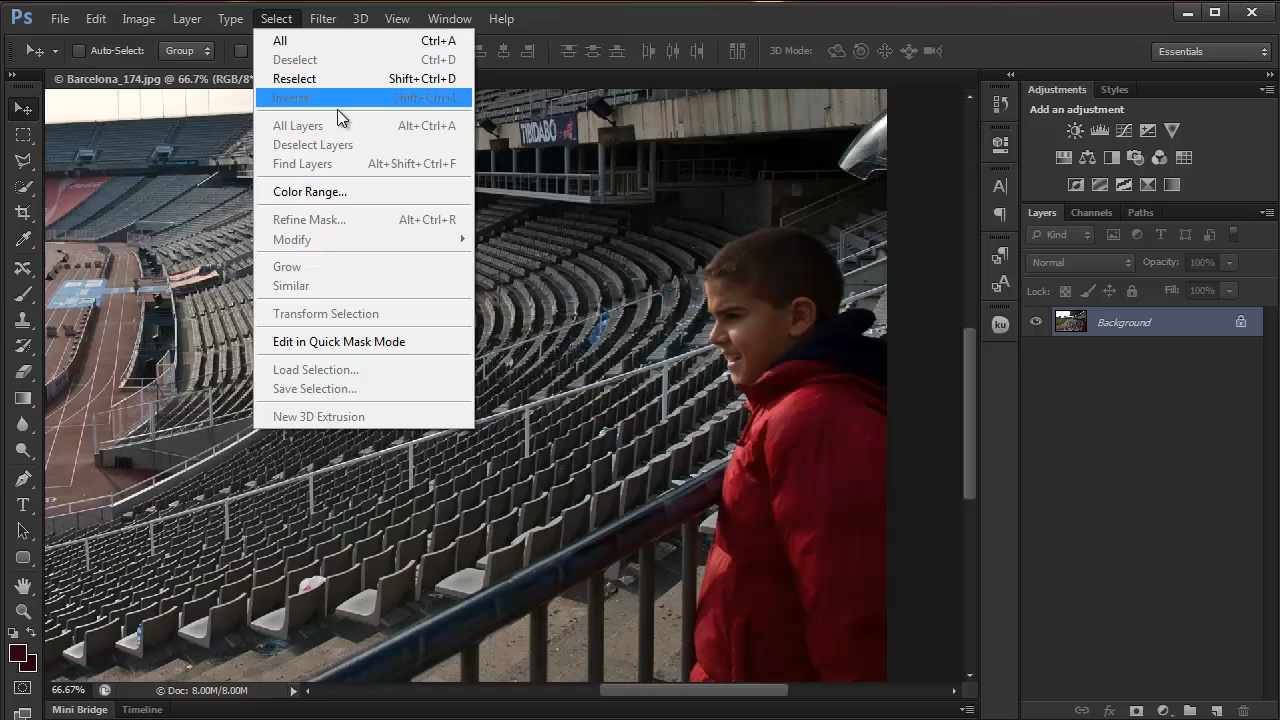 Ps File Edit Image Layer Type Select Filter 3D View Window Help
Auto-Select: Group 3D Mode: Essentials
© Barcelona_174.jpg @ 66.7% (RGB/8*
All Ctrl+A
Deselect Ctrl+D
Reselect Shift+Ctrl+D
Inverse Shift+Ctrl+I
All Layers Alt+Ctrl+A
Deselect Layers
Find Layers Alt+Shift+Ctrl+F
Color Range...
Refine Mask... Alt+Ctrl+R
Modify
Grow
Similar
Transform Selection
Edit in Quick Mask Mode
Load Selection...
Save Selection...
New 3D Extrusion
TIBIDABO
Adjustments Styles
Add an adjustment
Layers Channels Paths
Kind
Normal Opacity: 100%
Lock: Fill: 100%
Background
ku
66.67% © Doc: 8.00M/8.00M
Mini Bridge Timeline